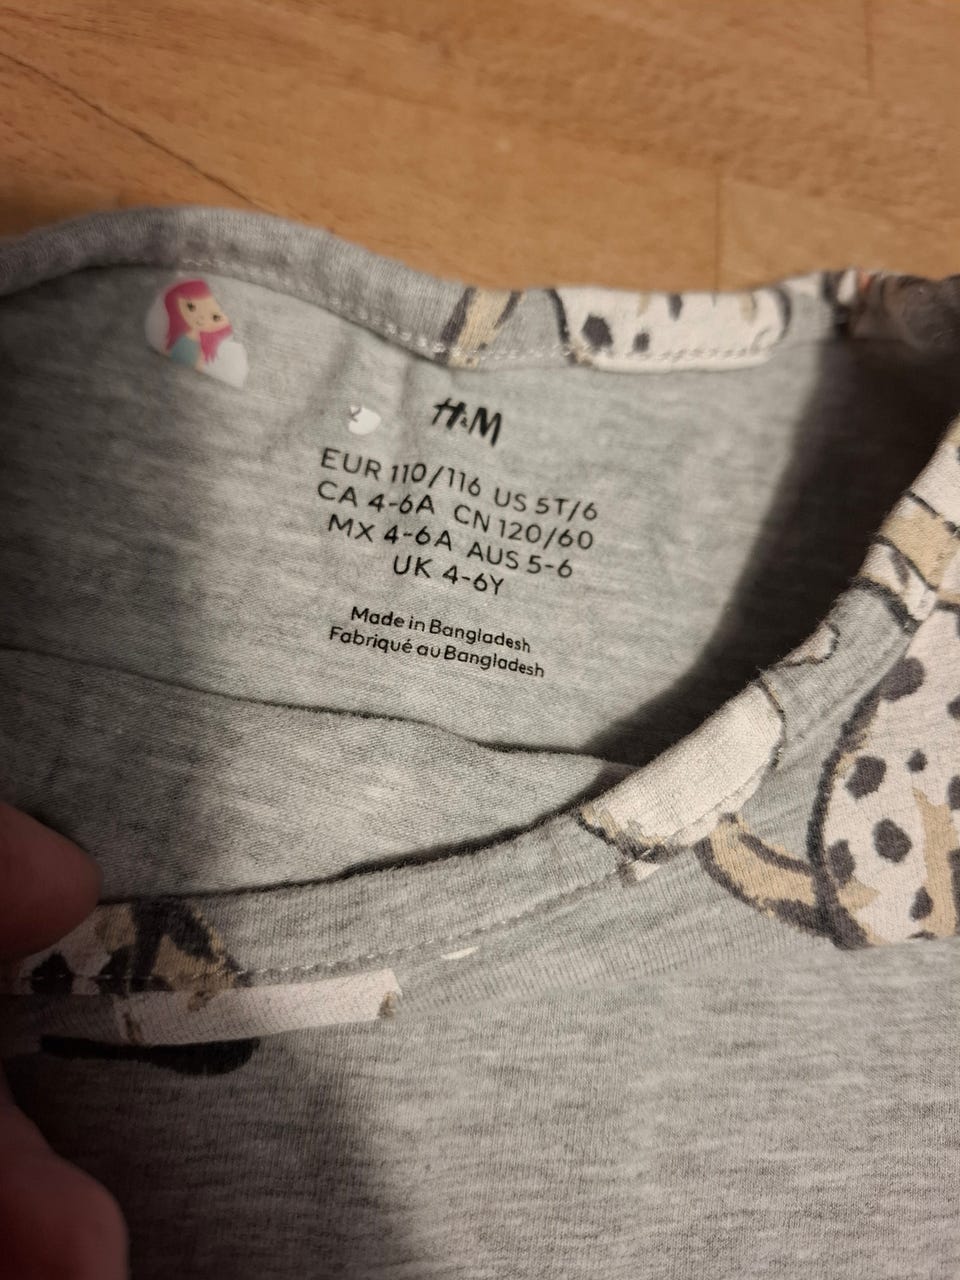 H&M
EUR 110/116 US 5T/6
CA 4-6A CN 120/60
MX 4-6A AUS 5-6
UK 4-6Y
Made in Bangladesh
Fabriqué au Bangladesh